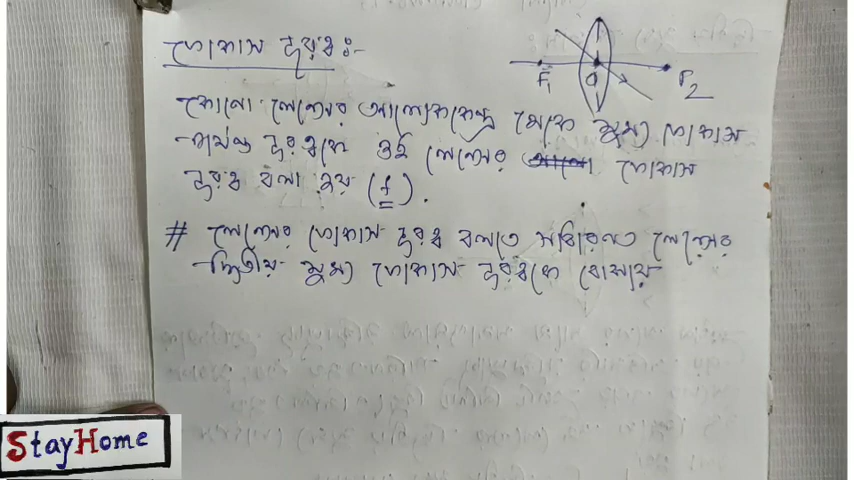 ফোকাস দূরত্ব :-
F₁ O F₂
কোনো লেন্সের আলোককেন্দ্র থেকে মুখ্য ফোকাস
পর্যন্ত দূরত্বকে ওই লেন্সের ফোকাস
দূরত্ব বলা হয় (f).
# লেন্সের ফোকাস দূরত্ব বলতে সাধারণত লেন্সের
দ্বিতীয় মুখ্য ফোকাস দূরত্বকে বোঝায়
StayHome